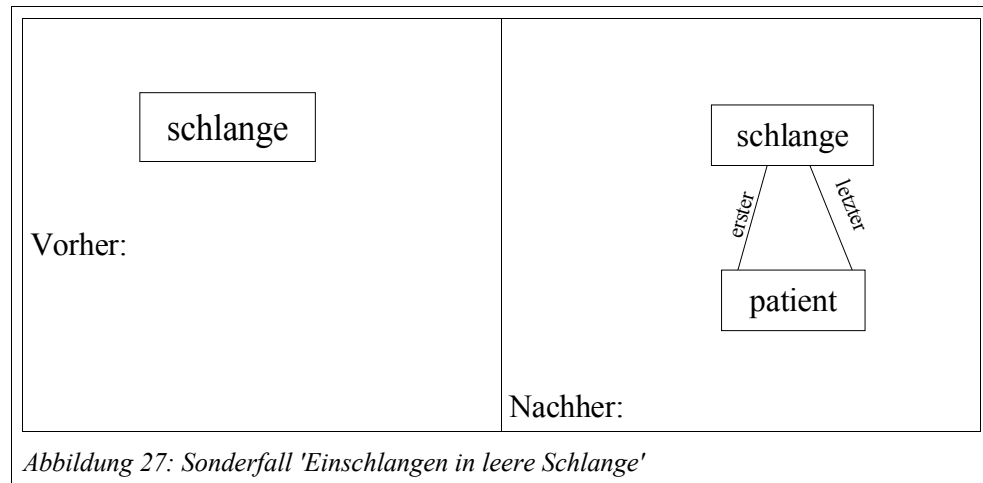 schlange
Vorher:
schlange
erster
letzter
patient
Nachher:
Abbildung 27: Sonderfall 'Einschlangen in leere Schlange'